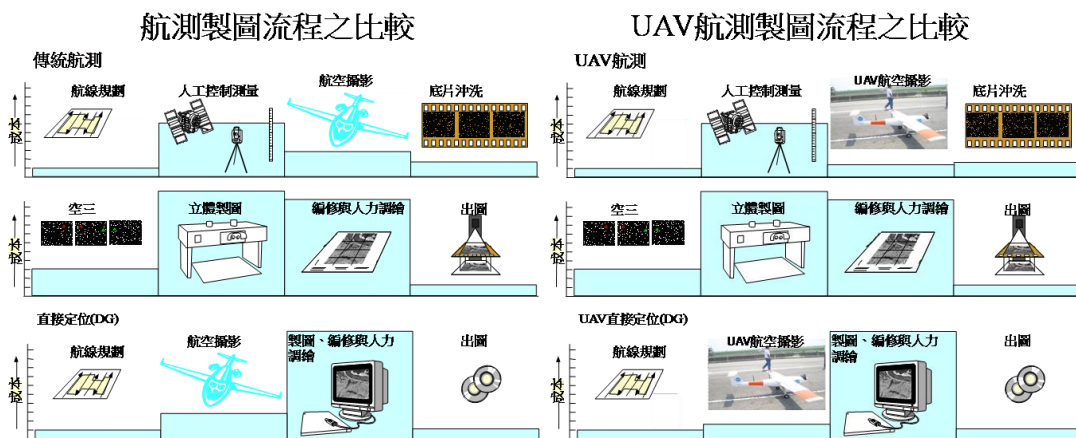 航測製圖流程之比較
傳統航測
航線規劃
人工控制測量
航空攝影
底片沖洗
成本
空三
立體製圖
編修與人力調繪
出圖
成本
直接定位(DG)
航線規劃
航空攝影
製圖、編修與人力
調繪
出圖
成本
UAV航測製圖流程之比較
UAV航測
航線規劃
人工控制測量
UAV航空攝影
底片沖洗
成本
空三
立體製圖
編修與人力調繪
出圖
成本
UAV直接定位(DG)
航線規劃
UAV航空攝影
製圖、編修與人力
調繪
出圖
成本